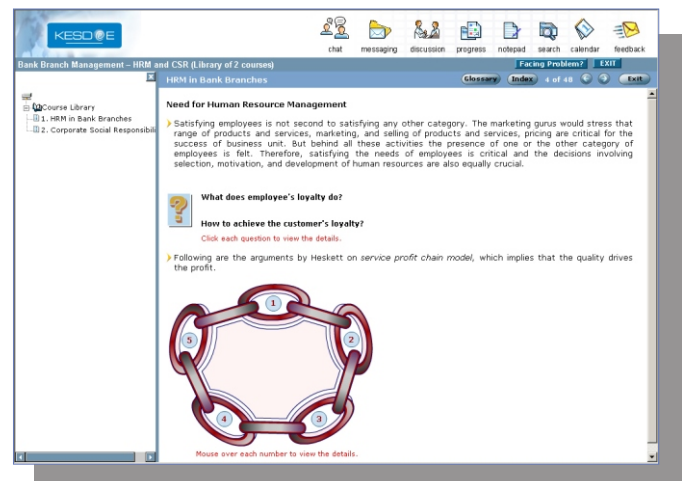 KESDEE
chat messaging discussion progress notepad search calendar feedback
Bank Branch Management – HRM and CSR (Library of 2 courses)
Facing Problem? EXIT
HRM in Bank Branches
Glossary Index 4 of 48 Exit
Course Library
1. HRM in Bank Branches
2. Corporate Social Responsibili
Need for Human Resource Management
Satisfying employees is not second to satisfying any other category. The marketing gurus would stress that
range of products and services, marketing, and selling of products and services, pricing are critical for the
success of business unit. But behind all these activities the presence of one or the other category of
employees is felt. Therefore, satisfying the needs of employees is critical and the decisions involving
selection, motivation, and development of human resources are also equally crucial.
What does employee's loyalty do?
How to achieve the customer's loyalty?
Click each question to view the details.
Following are the arguments by Heskett on service profit chain model, which implies that the quality drives
the profit.
1
2
3
4
5
Mouse over each number to view the details.